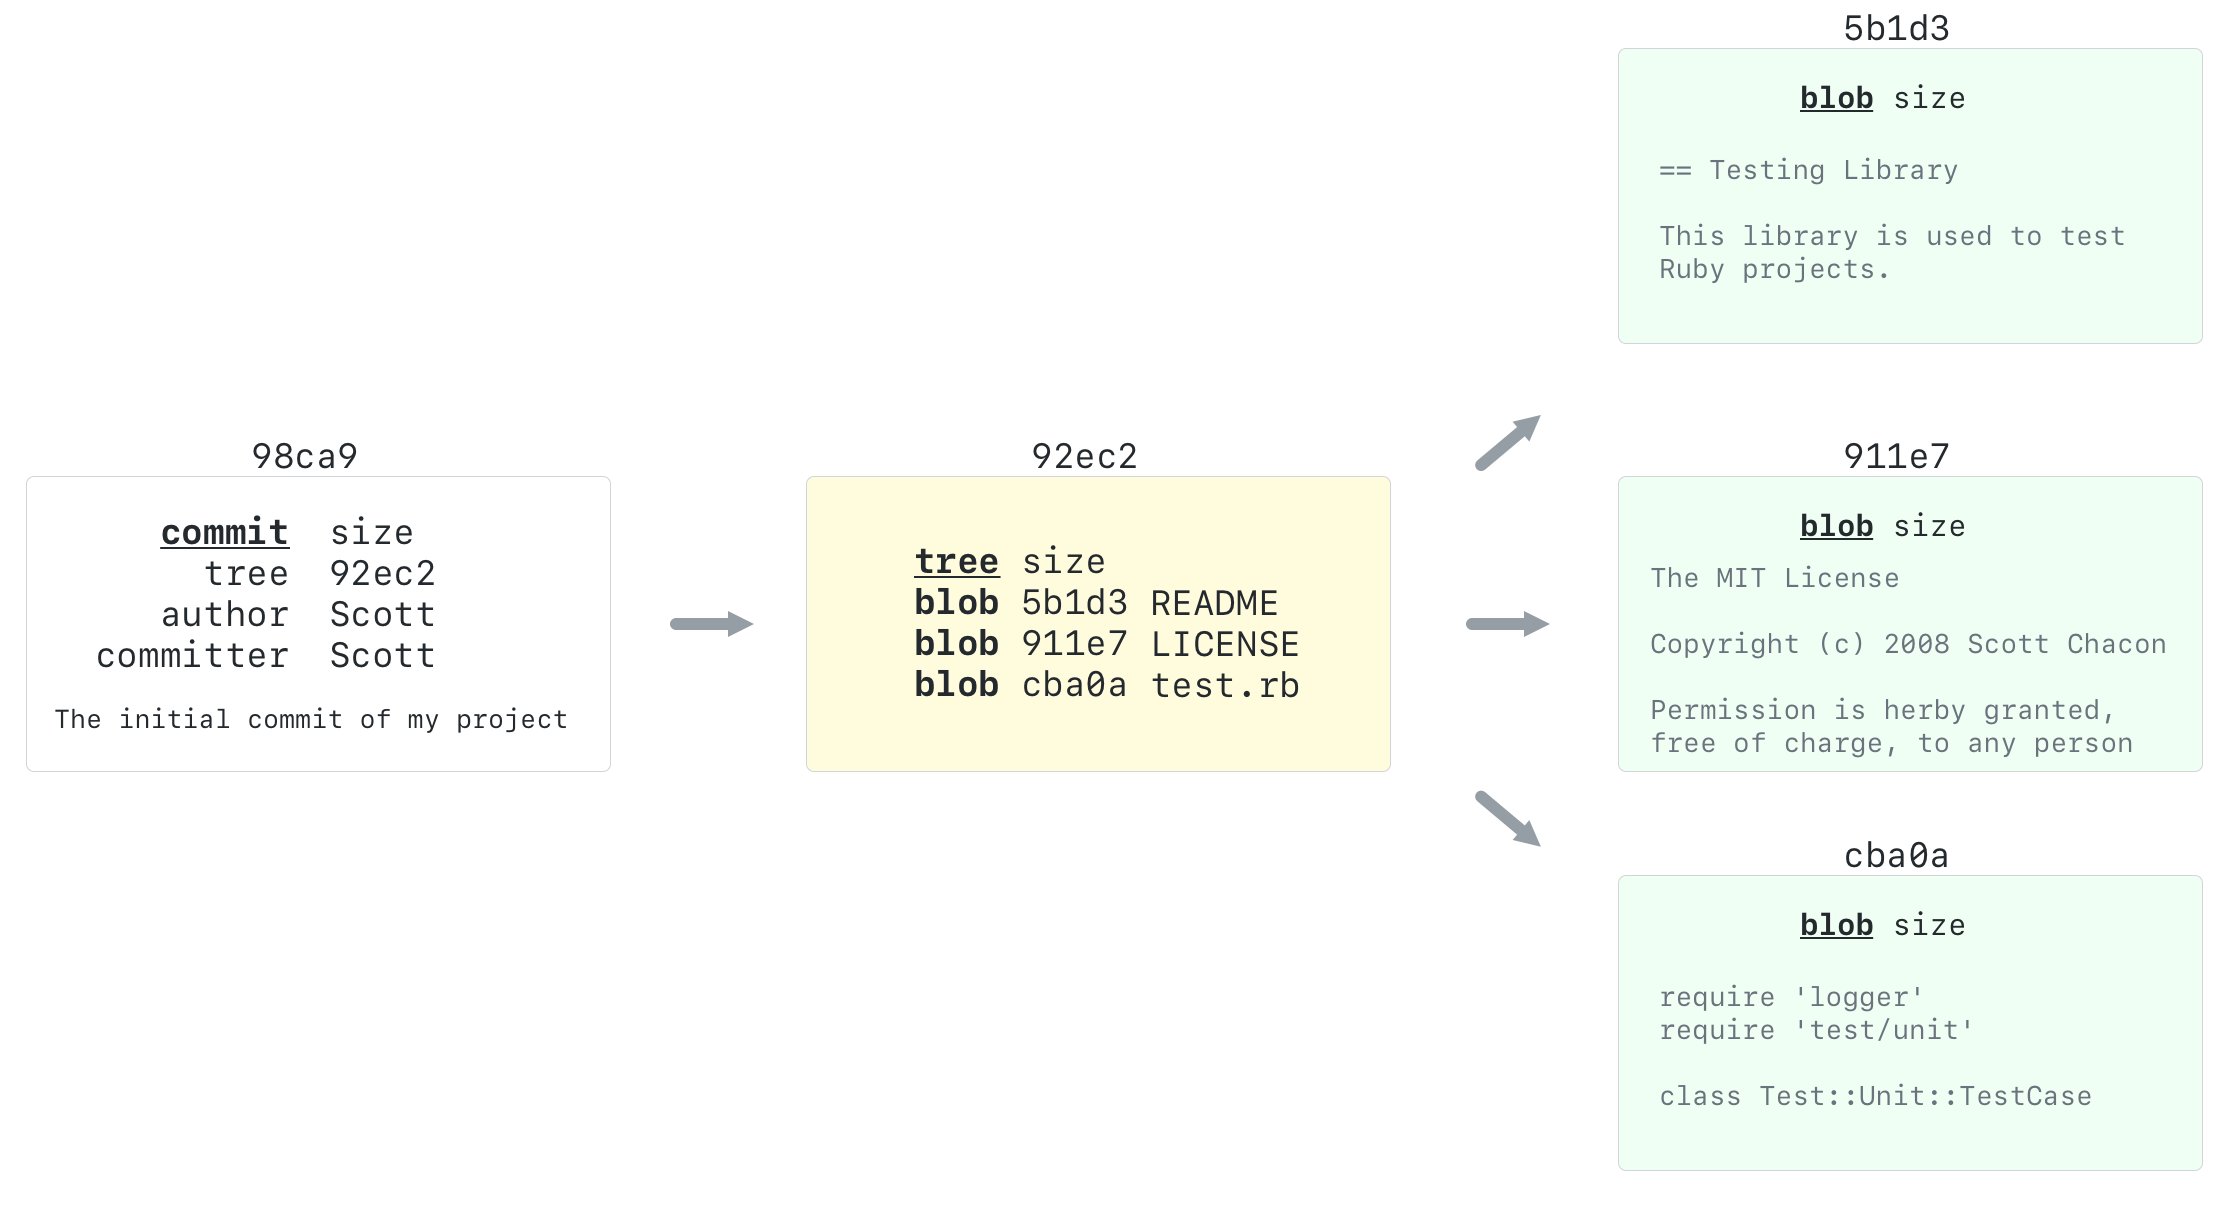 98ca9
commit size
tree 92ec2
author Scott
committer Scott
The initial commit of my project
92ec2
tree size
blob 5b1d3 README
blob 911e7 LICENSE
blob cba0a test.rb
5b1d3
blob size
== Testing Library
This library is used to test
Ruby projects.
911e7
blob size
The MIT License
Copyright (c) 2008 Scott Chacon
Permission is herby granted,
free of charge, to any person
cba0a
blob size
require 'logger'
require 'test/unit'
class Test::Unit::TestCase